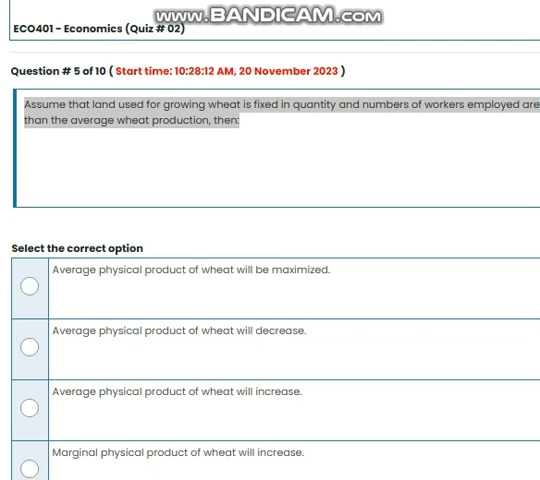 www.BANDICAM.com
ECO401 - Economics (Quiz # 02)
Question # 5 of 10 ( Start time: 10:28:12 AM, 20 November 2023 )
Assume that land used for growing wheat is fixed in quantity and numbers of workers employed are
than the average wheat production, then:
Select the correct option
Average physical product of wheat will be maximized.
Average physical product of wheat will decrease.
Average physical product of wheat will increase.
Marginal physical product of wheat will increase.